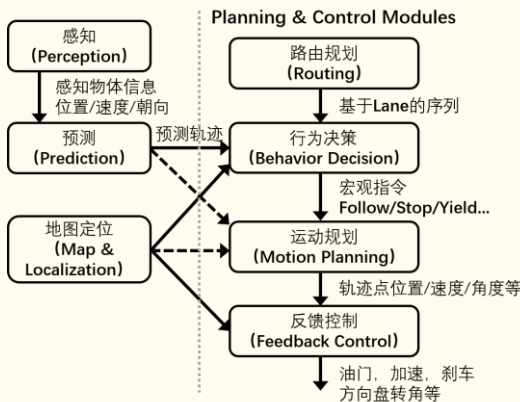 Planning & Control Modules
感知
(Perception)
感知物体信息
位置/速度/朝向
预测
(Prediction)
预测轨迹
地图定位
(Map &
Localization)
路由规划
(Routing)
基于Lane的序列
行为决策
(Behavior Decision)
宏观指令
Follow/Stop/Yield...
运动规划
(Motion Planning)
轨迹点位置/速度/角度等
反馈控制
(Feedback Control)
油门，加速，刹车
方向盘转角等